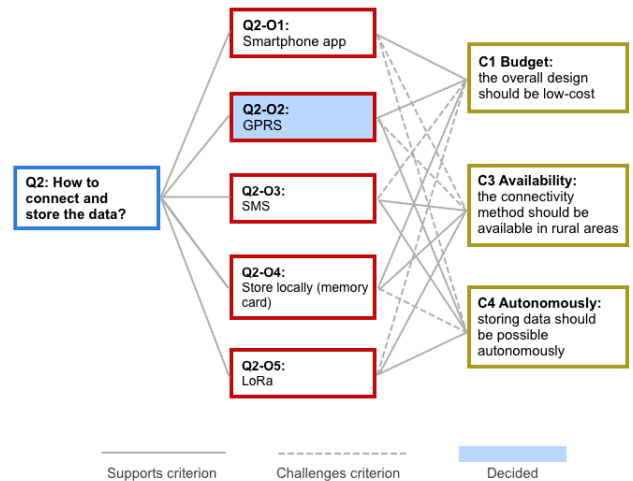 Q2: How to
connect and
store the data?
Q2-O1:
Smartphone app
Q2-O2:
GPRS
Q2-O3:
SMS
Q2-O4:
Store locally (memory
card)
Q2-O5:
LoRa
C1 Budget:
the overall design
should be low-cost
C3 Availability:
the connectivity
method should be
available in rural areas
C4 Autonomously:
storing data should
be possible
autonomously
Supports criterion
Challenges criterion
Decided